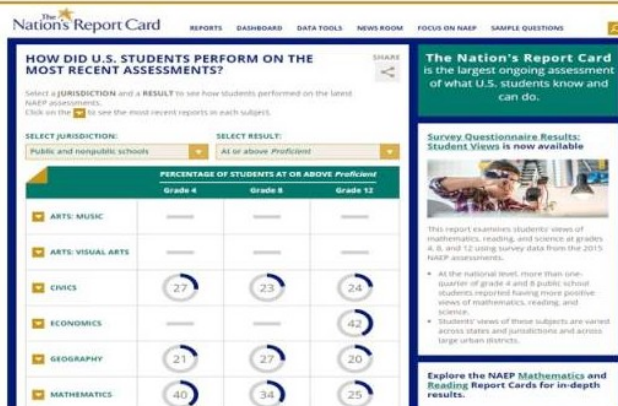 The
Nation's Report Card
REPORTS DASHBOARD DATA TOOLS NEWS ROOM FOCUS ON NAEP SAMPLE QUESTIONS
HOW DID U.S. STUDENTS PERFORM ON THE
MOST RECENT ASSESSMENTS?
SHARE
Select a JURISDICTION and a RESULT to see how students performed on the latest
NAEP assessments.
Click on the to see the most recent reports in each subject.
SELECT JURISDICTION: SELECT RESULT:
Public and nonpublic schools At or above Proficient
PERCENTAGE OF STUDENTS AT OR ABOVE Proficient
Grade 4 Grade 8 Grade 12
ARTS: MUSIC
ARTS: VISUAL ARTS
CIVICS 27 23 24
ECONOMICS 42
GEOGRAPHY 21 27 20
MATHEMATICS 40 34 25
The Nation's Report Card
is the largest ongoing assessment
of what U.S. students know and
can do.
Survey Questionnaire Results:
Student Views is now available
This report examines students' views of
mathematics, reading, and science at grades
4, 8, and 12 using survey data from the 2015
NAEP assessments.
• At the national level, more than one-
quarter of grade 4 and 8 public school
students reported having more positive
views of mathematics, reading, and
science.
• Students' views of these subjects are varied
across states and jurisdictions and across
large urban districts.
Explore the NAEP Mathematics and
Reading Report Cards for in-depth
results.